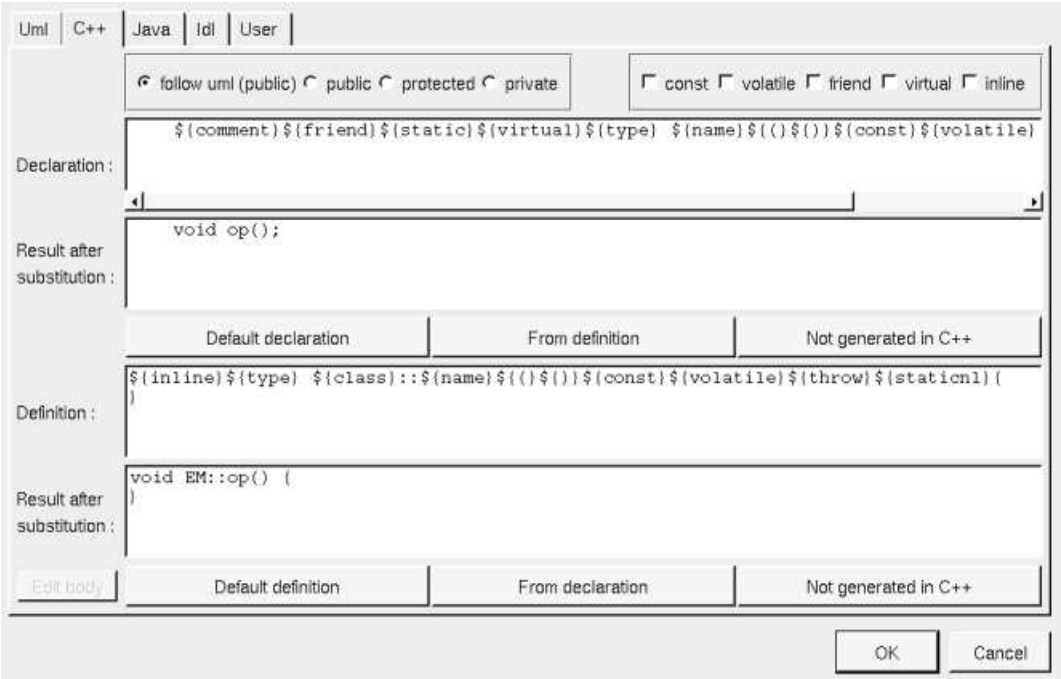 Uml C++ Java Idl User
follow uml (public) public protected private const volatile friend virtual inline
${comment}${friend}${static}${virtual}${type} ${name}${(}${)}${const}${volatile}
Declaration :
void op();
Result after
substitution :
Default declaration From definition Not generated in C++
${inline}${type} ${class}::${name}${(}${)}${const}${volatile}${throw}${staticnl}{
}
Definition :
void EM::op() {
}
Result after
substitution :
Edit body Default definition From declaration Not generated in C++
OK Cancel